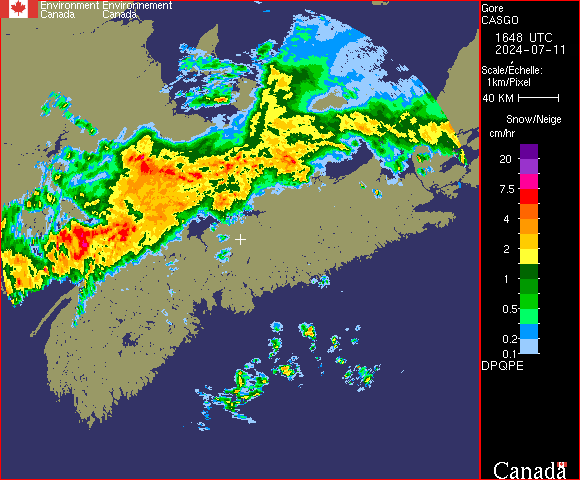 Environment Environnement
Canada Canada
Gore
CASGO
1648 UTC
2024-07-11
Scale/Échelle:
1km/Pixel
40 KM
Snow/Neige
cm/hr
20
7.5
4
2
1
0.5
0.2
0.1
DPQPE
Canada